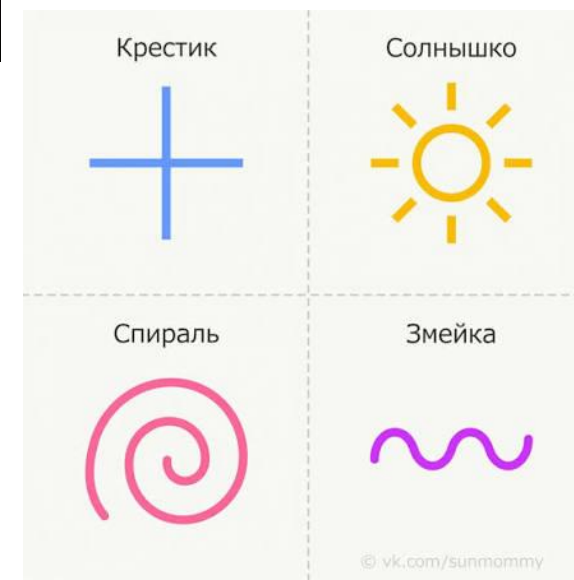 Крестик
Солнышко
Спираль
Змейка
© vk.com/sunmommy